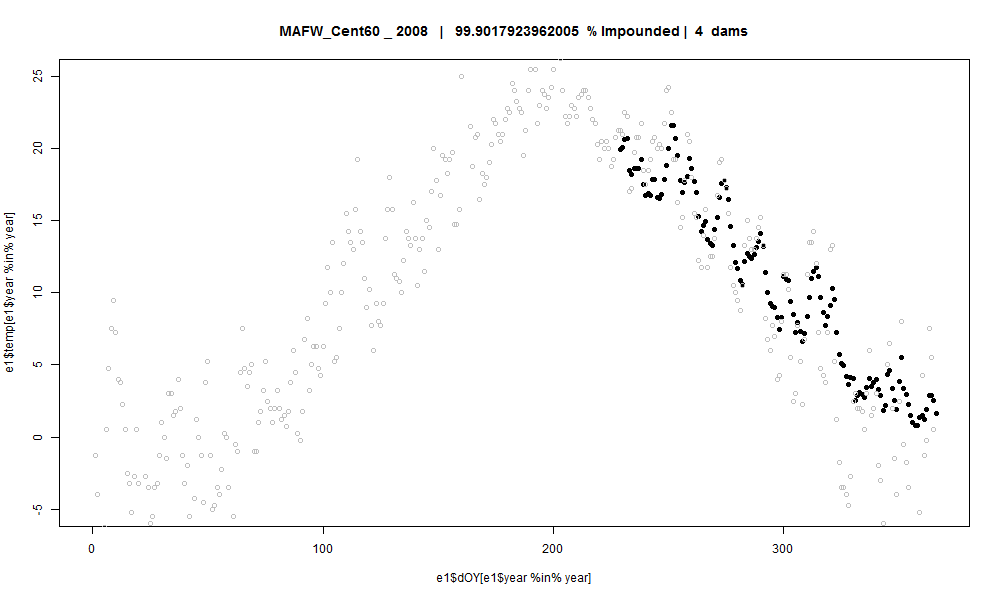 MAFW_Cent60 _ 2008 | 99.9017923962005 % Impounded | 4 dams
e1$temp[e1$year %in% year]
25
20
15
10
5
0
-5
0 100 200 300
e1$dOY[e1$year %in% year]